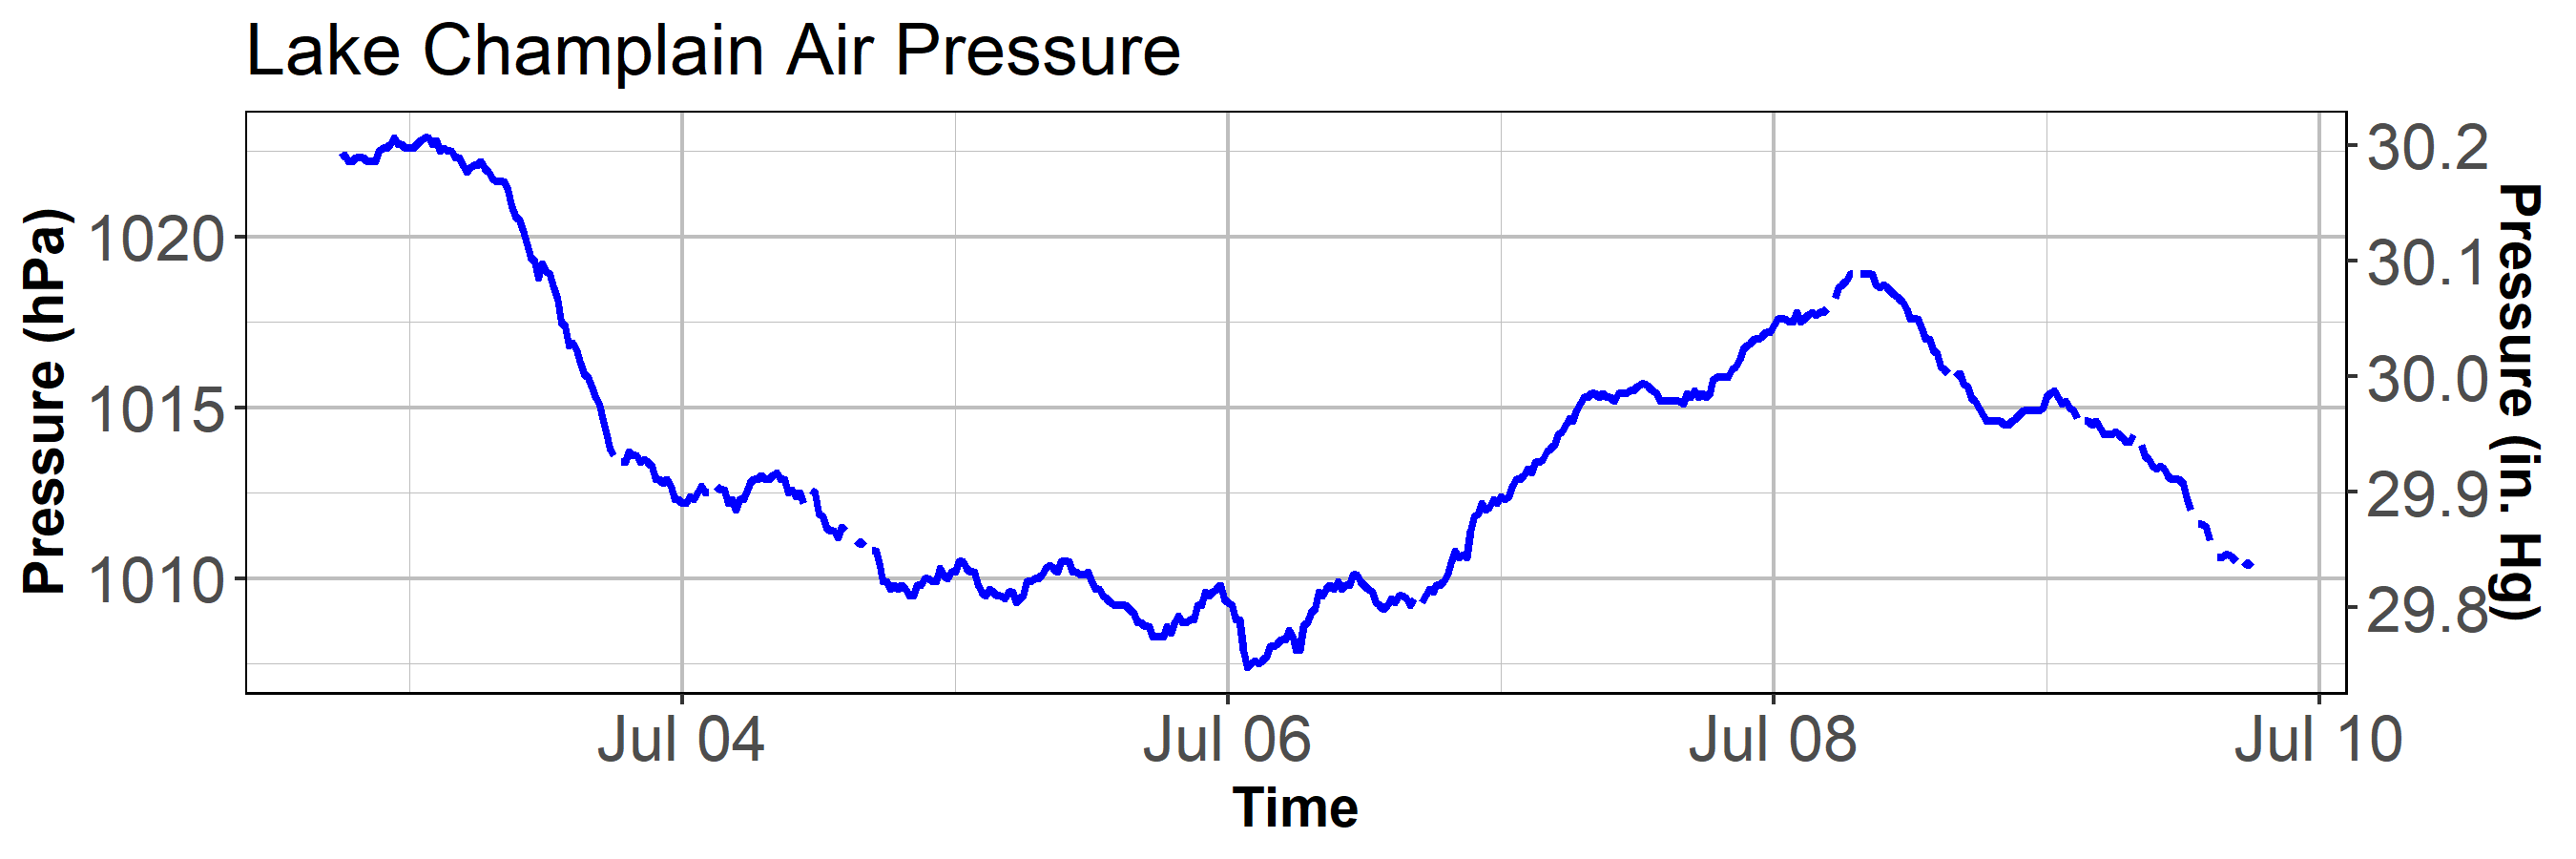 Lake Champlain Air Pressure
Pressure (hPa)
1020
1015
1010
30.2
30.1
30.0
29.9
29.8
Pressure (in. Hg)
Jul 04
Jul 06
Jul 08
Jul 10
Time